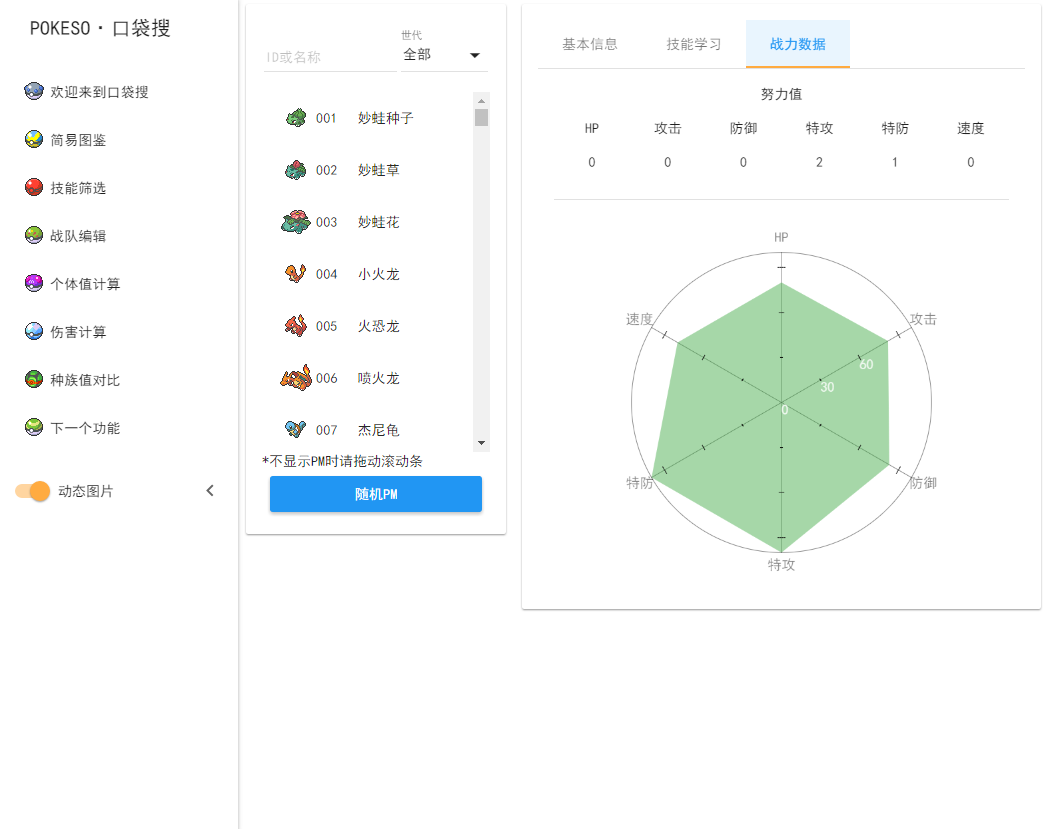 POKESO · 口袋搜
欢迎来到口袋搜
简易图鉴
技能筛选
战队编辑
个体值计算
伤害计算
种族值对比
下一个功能
动态图片
ID或名称
世代
全部
001 妙蛙种子
002 妙蛙草
003 妙蛙花
004 小火龙
005 火恐龙
006 喷火龙
007 杰尼龟
*不显示PM时请拖动滚动条
随机PM
基本信息 技能学习 战力数据
努力值
HP 攻击 防御 特攻 特防 速度
0 0 0 2 1 0
HP
速度 攻击
60
30
0
特防 防御
特攻